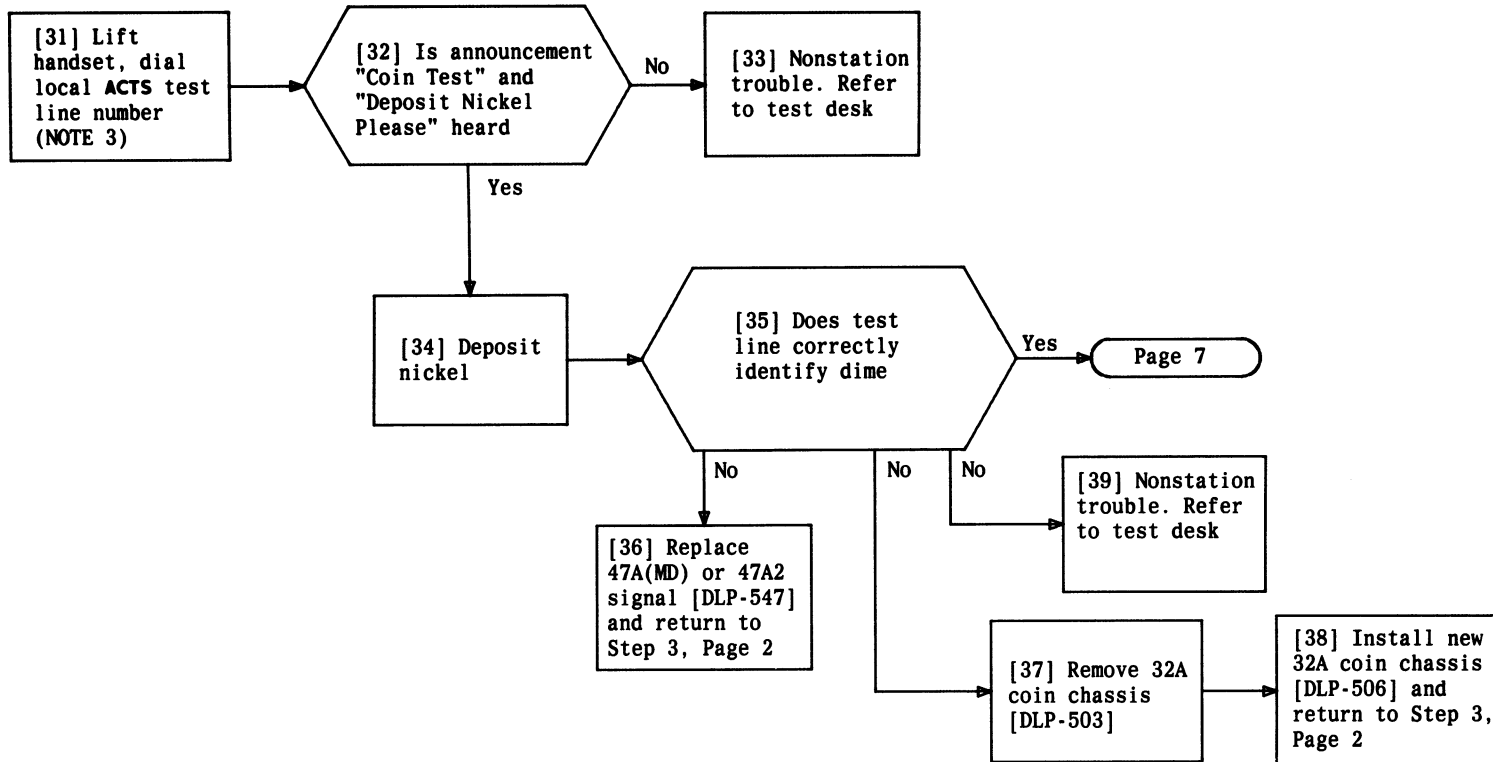 [31] Lift
handset, dial
local ACTS test
line number
(NOTE 3)
[32] Is announcement
"Coin Test" and
"Deposit Nickel
Please" heard
No
[33] Nonstation
trouble. Refer
to test desk
Yes
[34] Deposit
nickel
[35] Does test
line correctly
identify dime
Yes
Page 7
No
No
No
[36] Replace
47A(MD) or 47A2
signal [DLP-547]
and return to
Step 3, Page 2
[39] Nonstation
trouble. Refer
to test desk
[37] Remove 32A
coin chassis
[DLP-503]
[38] Install new
32A coin chassis
[DLP-506] and
return to Step 3,
Page 2